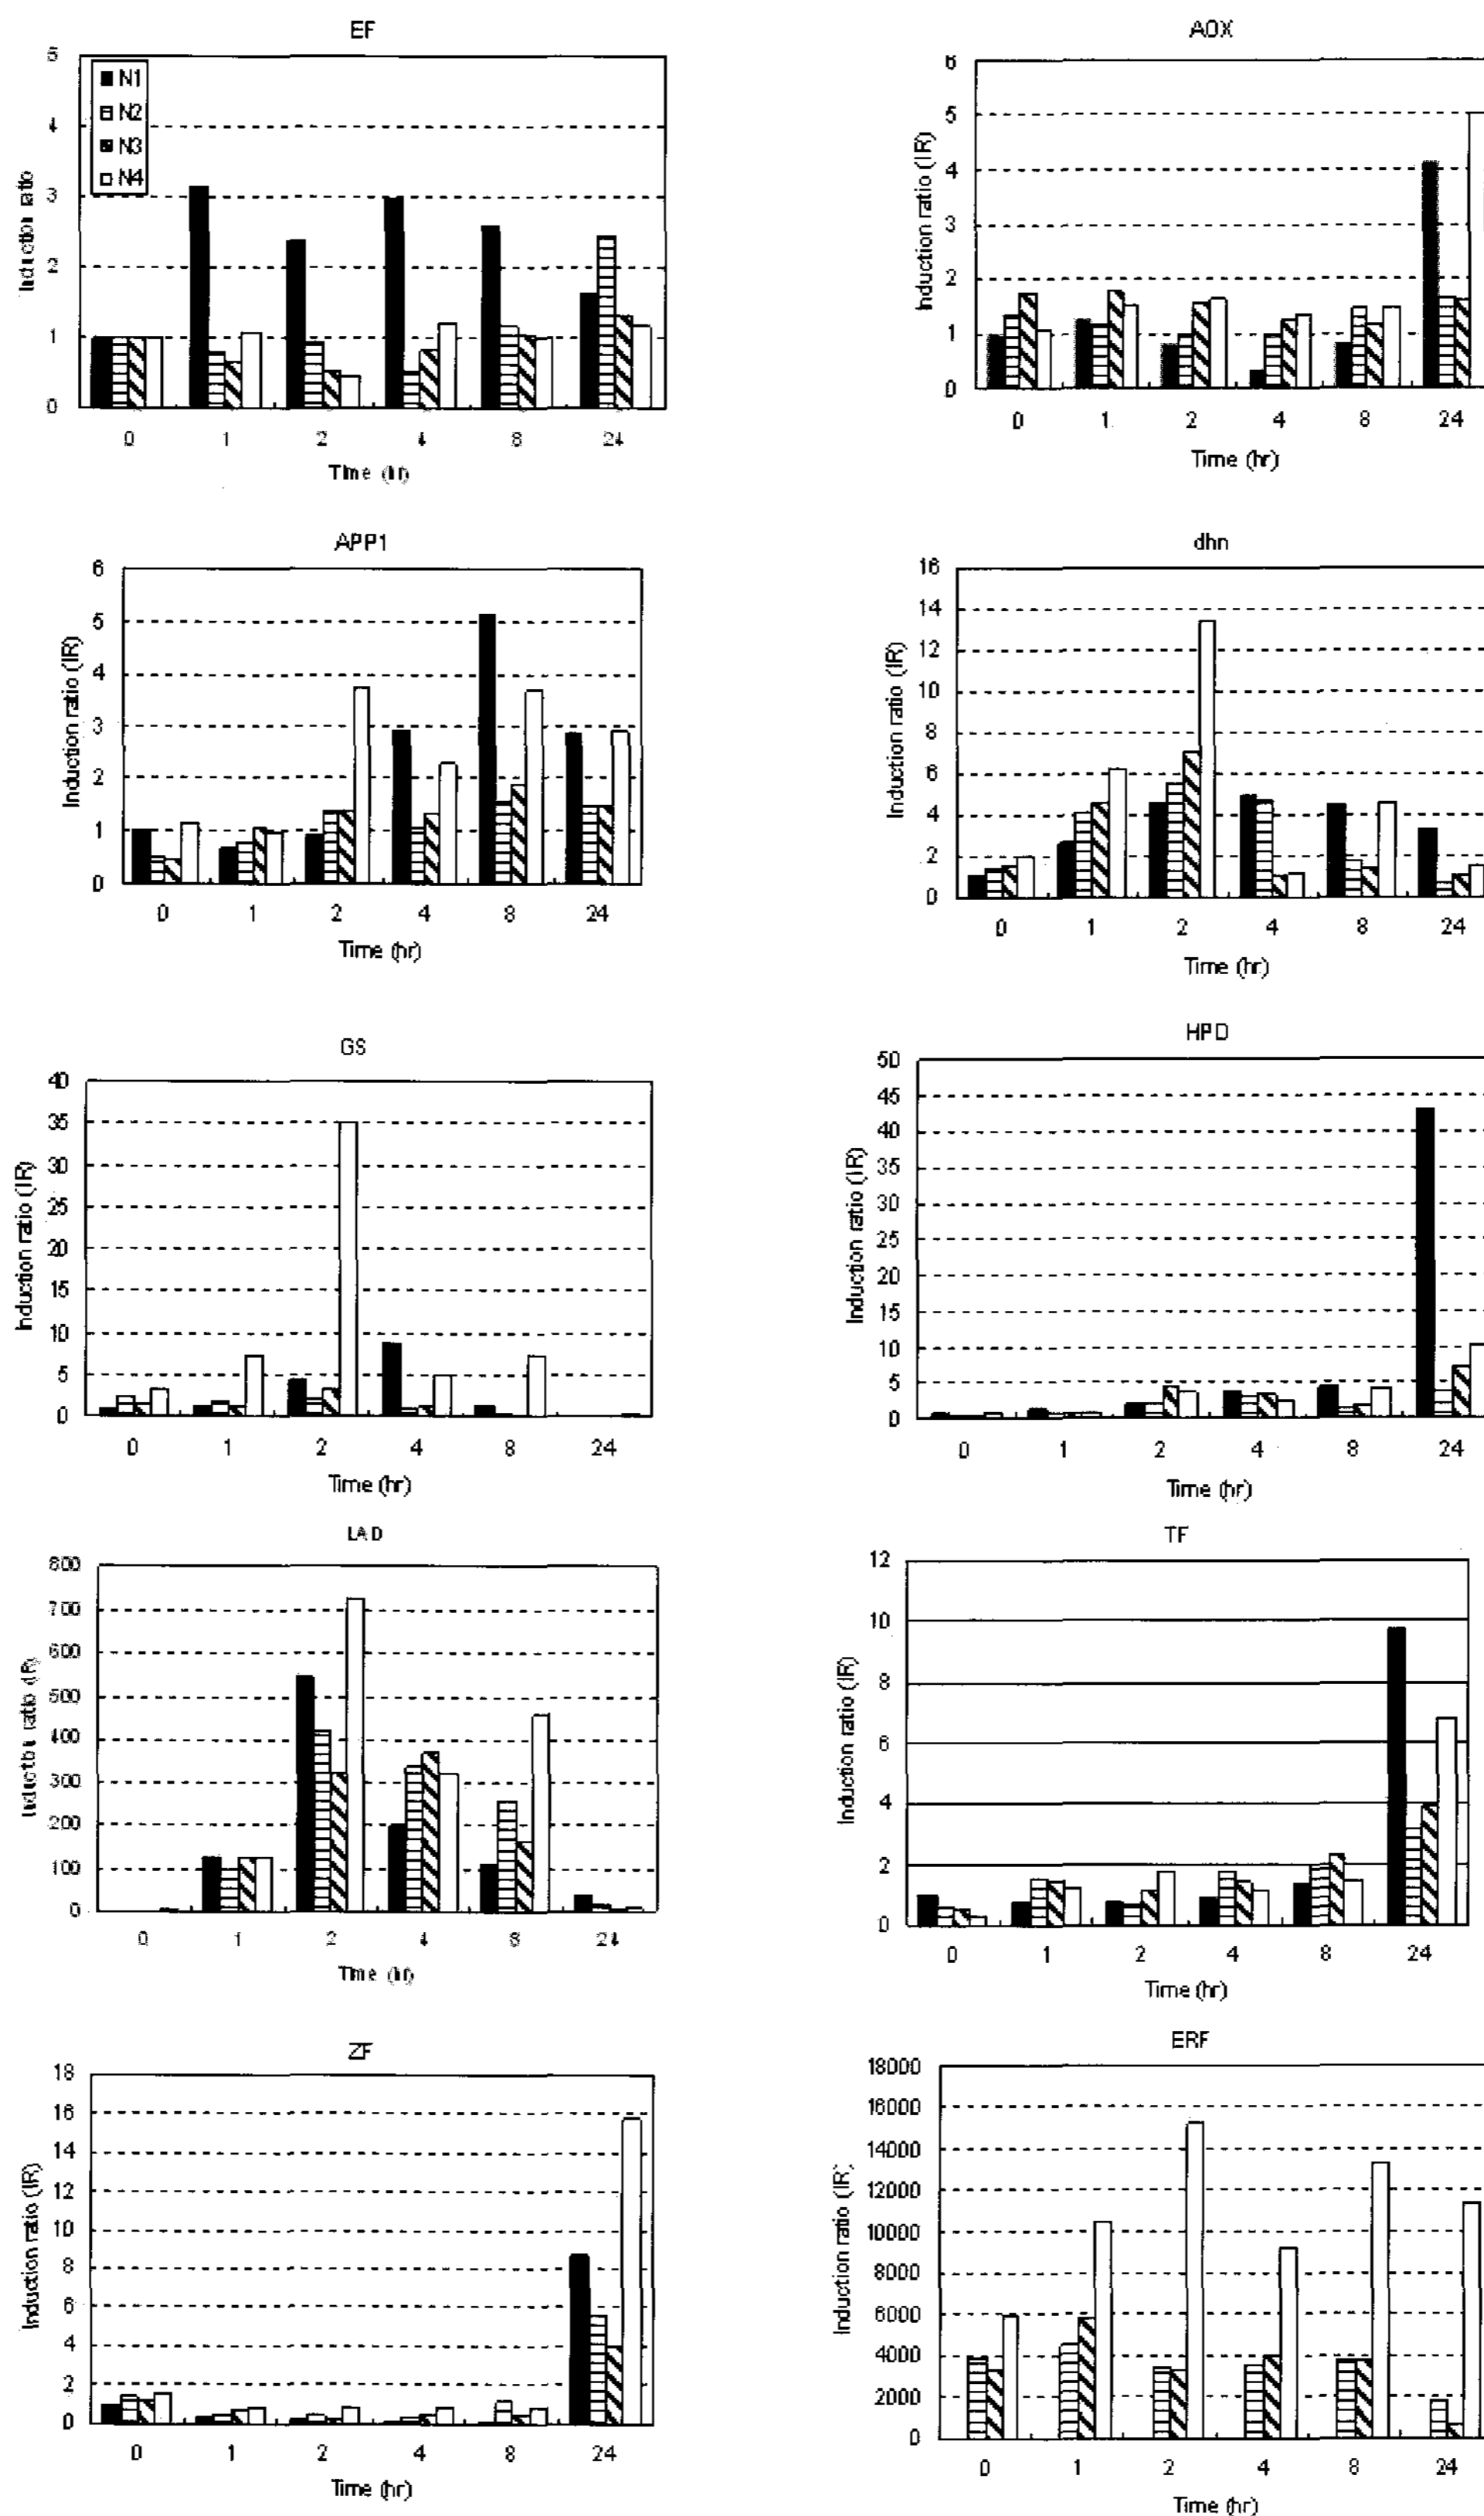 EF
5
4
3
2
1
0
N1
N2
N3
N4
Induction ratio
0 1 2 4 8 24
Time (hr)
AOX
6
5
4
3
2
1
0
Induction ratio (IR)
0 1 2 4 8 24
Time (hr)
APP1
6
5
4
3
2
1
0
Induction ratio (IR)
0 1 2 4 8 24
Time (hr)
dhn
16
14
12
10
8
6
4
2
0
Induction ratio (IR)
0 1 2 4 8 24
Time (hr)
GS
40
35
30
25
20
15
10
5
0
Induction ratio (IR)
0 1 2 4 8 24
Time (hr)
HPD
50
45
40
35
30
25
20
15
10
5
0
Induction ratio (IR)
0 1 2 4 8 24
Time (hr)
LAD
800
700
600
500
400
300
200
100
0
Induction ratio (IR)
0 1 2 4 8 24
Time (hr)
TF
12
10
8
6
4
2
0
Induction ratio (IR)
0 1 2 4 8 24
Time (hr)
ZF
18
16
14
12
10
8
6
4
2
0
Induction ratio (IR)
0 1 2 4 8 24
Time (hr)
ERF
18000
16000
14000
12000
10000
8000
6000
4000
2000
0
Induction ratio (IR)
0 1 2 4 8 24
Time (hr)